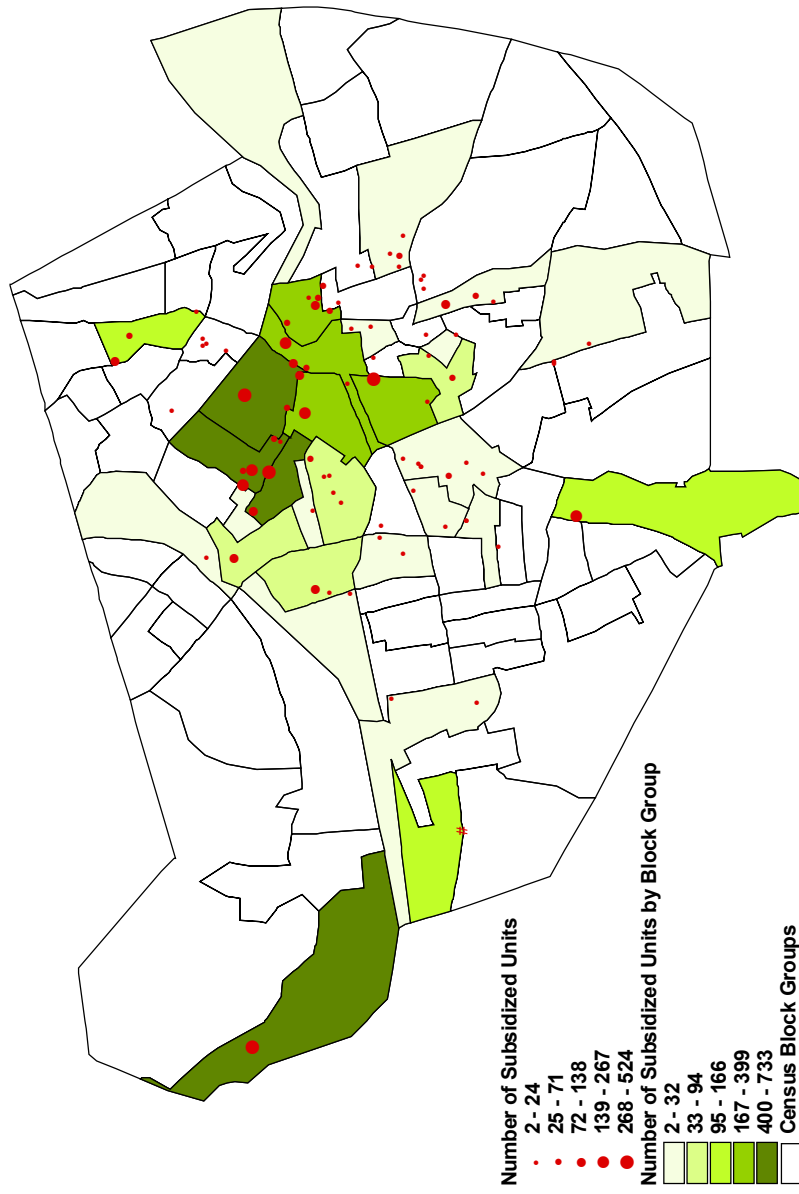 Number of Subsidized Units
2 - 24
25 - 71
72 - 138
139 - 267
268 - 524
Number of Subsidized Units by Block Group
2 - 32
33 - 94
95 - 166
167 - 399
400 - 733
Census Block Groups
#